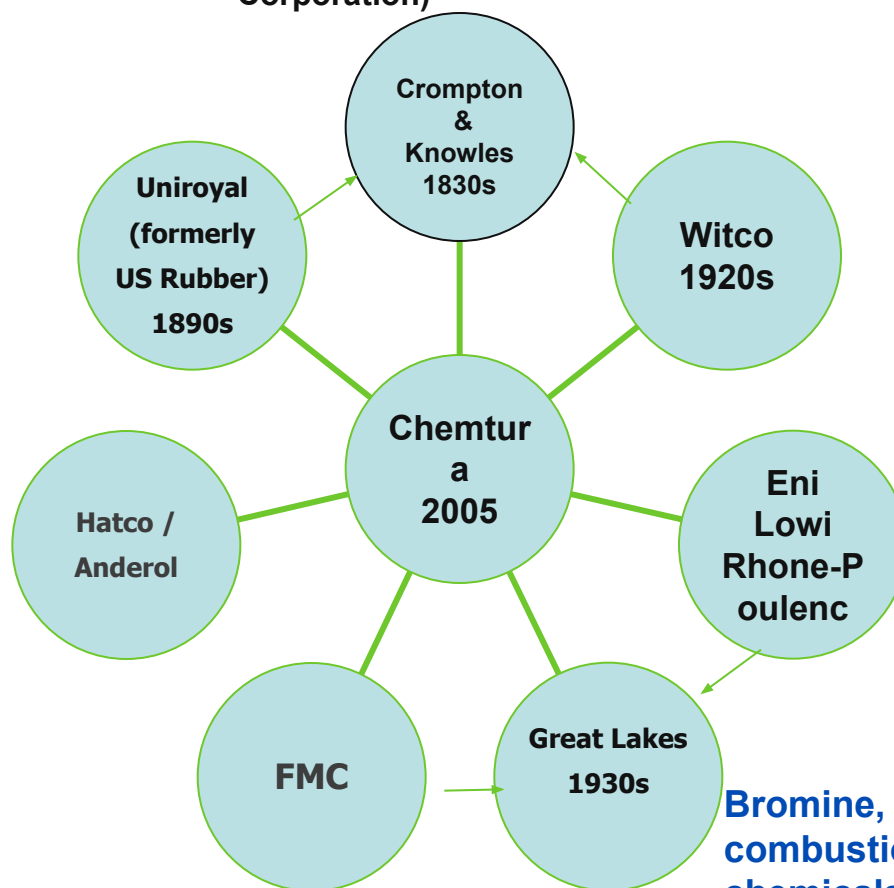 Corporation)
Crompton
&
Knowles
1830s
Uniroyal
(formerly
US Rubber)
1890s
Witco
1920s
Chemtur
a
2005
Hatco /
Anderol
Eni
Lowi
Rhone-P
oulenc
FMC
Great Lakes
1930s
Bromine,